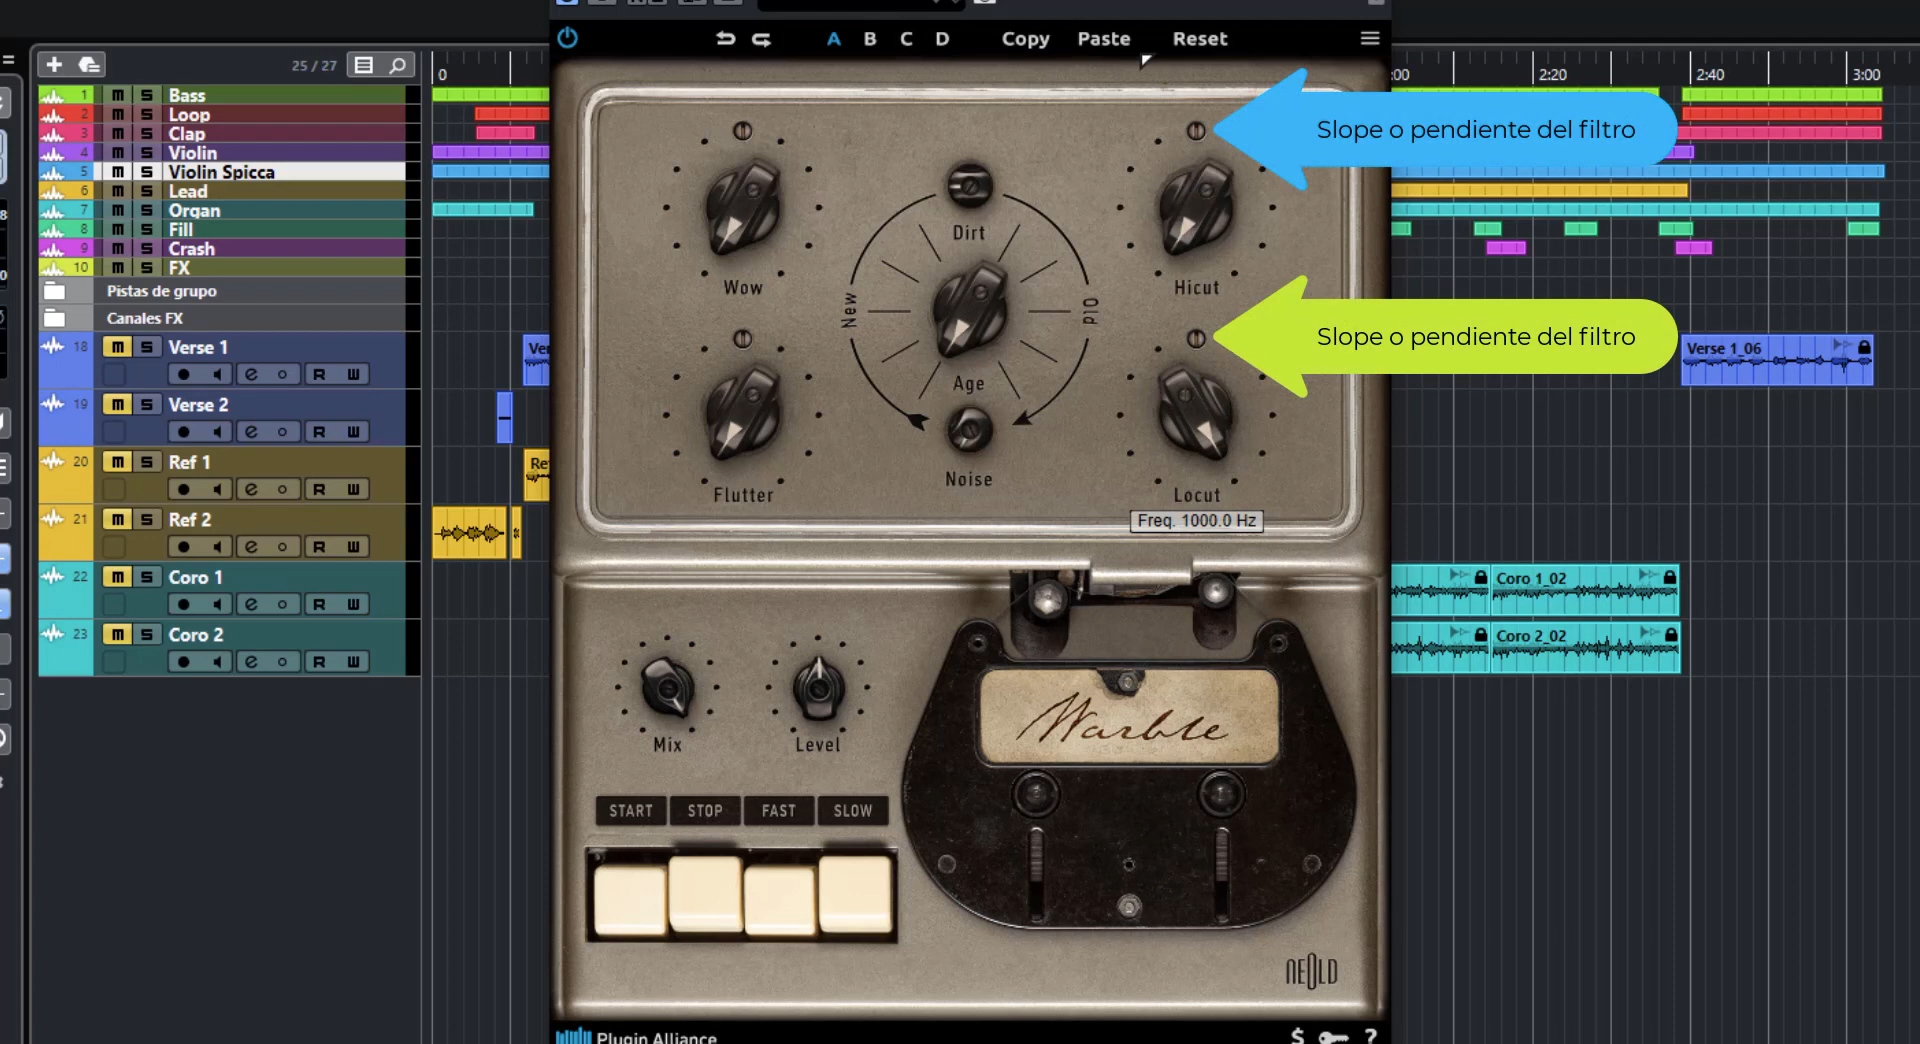 A B C D Copy Paste Reset
25 / 27
0
:00 2:20 2:40 3:00
1 m S Bass
2 m S Loop
3 m S Clap
4 m S Violin
5 m S Violin Spicca
6 m S Lead
7 m S Organ
8 m S Fill
9 m S Crash
10 m S FX
Pistas de grupo
Canales FX
18 m S Verse 1
R W
19 m S Verse 2
R W
20 m S Ref 1
R W
21 m S Ref 2
R W
22 m S Coro 1
R W
23 m S Coro 2
R W
Slope o pendiente del filtro
Dirt
Wow
Hicut
New
Old
Slope o pendiente del filtro
Age
Flutter
Noise
Locut
Freq. 1000.0 Hz
Verse 1_06
Coro 1_02
Coro 2_02
Mix
Level
Warble
START STOP FAST SLOW
NEOLD
Plugin Alliance
$ ?